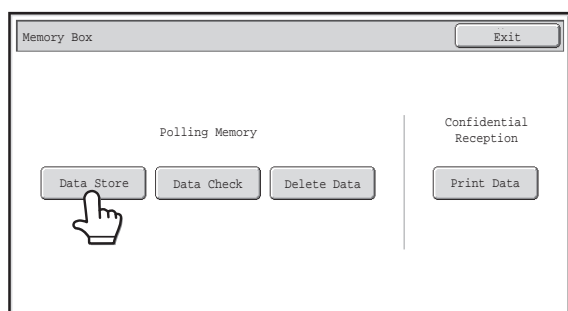 Memory Box
Exit
Polling Memory
Confidential
Reception
Data Store
Data Check
Delete Data
Print Data